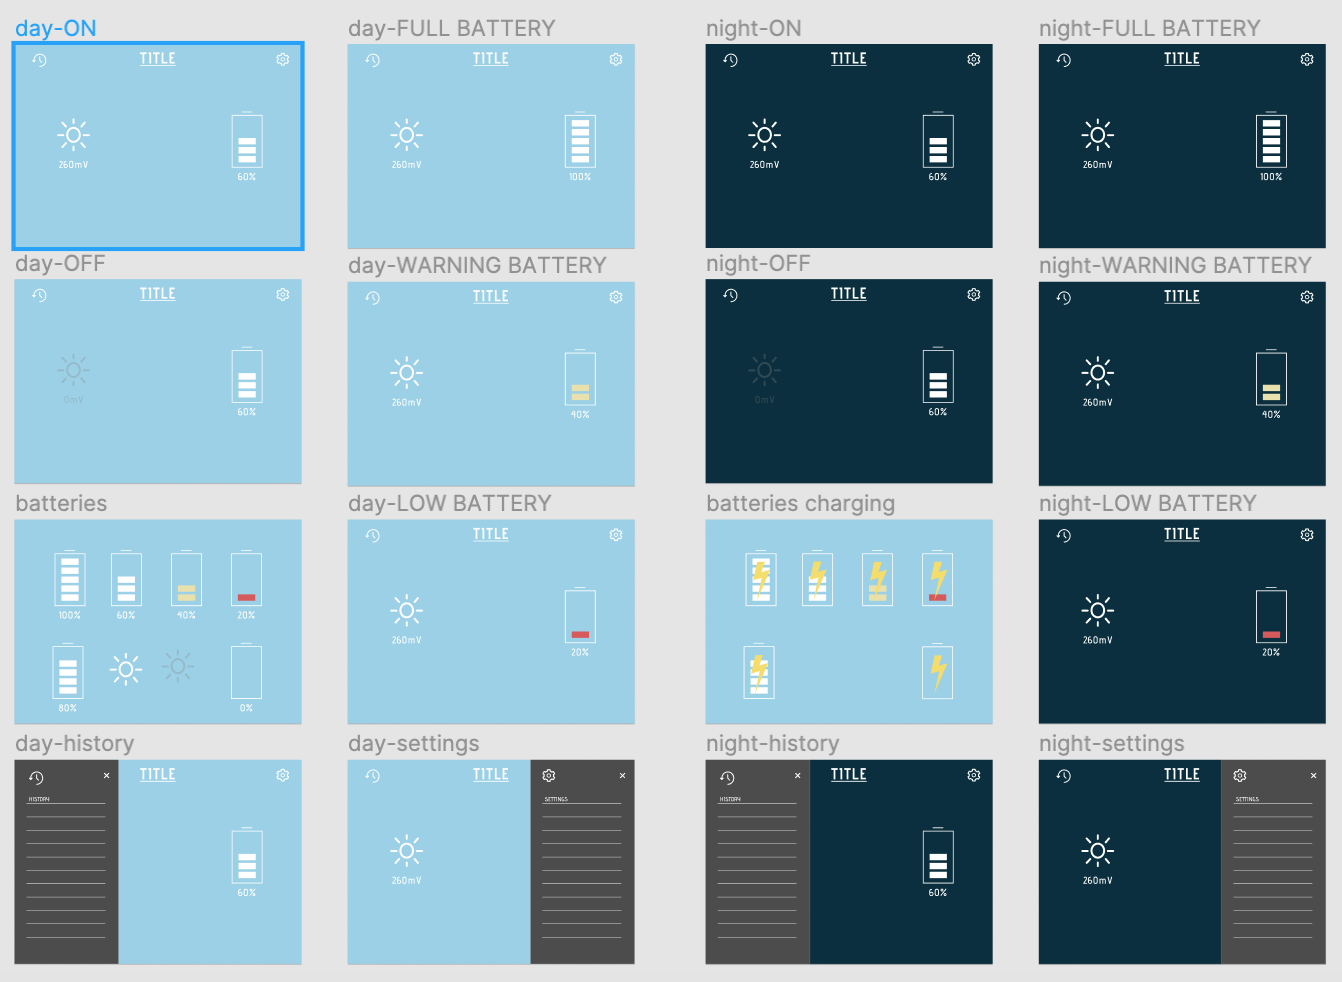 day-ON
day-FULL BATTERY
night-ON
night-FULL BATTERY
TITLE
TITLE
TITLE
TITLE
260mV
60%
260mV
100%
260mV
60%
260mV
100%
day-OFF
day-WARNING BATTERY
night-OFF
night-WARNING BATTERY
TITLE
TITLE
TITLE
TITLE
0mV
60%
260mV
40%
0mV
60%
260mV
40%
batteries
day-LOW BATTERY
batteries charging
night-LOW BATTERY
TITLE
TITLE
100%
60%
40%
20%
260mV
20%
260mV
20%
80%
0%
day-history
day-settings
night-history
night-settings
TITLE
TITLE
TITLE
TITLE
HISTORY
SETTINGS
HISTORY
SETTINGS
60%
260mV
60%
260mV